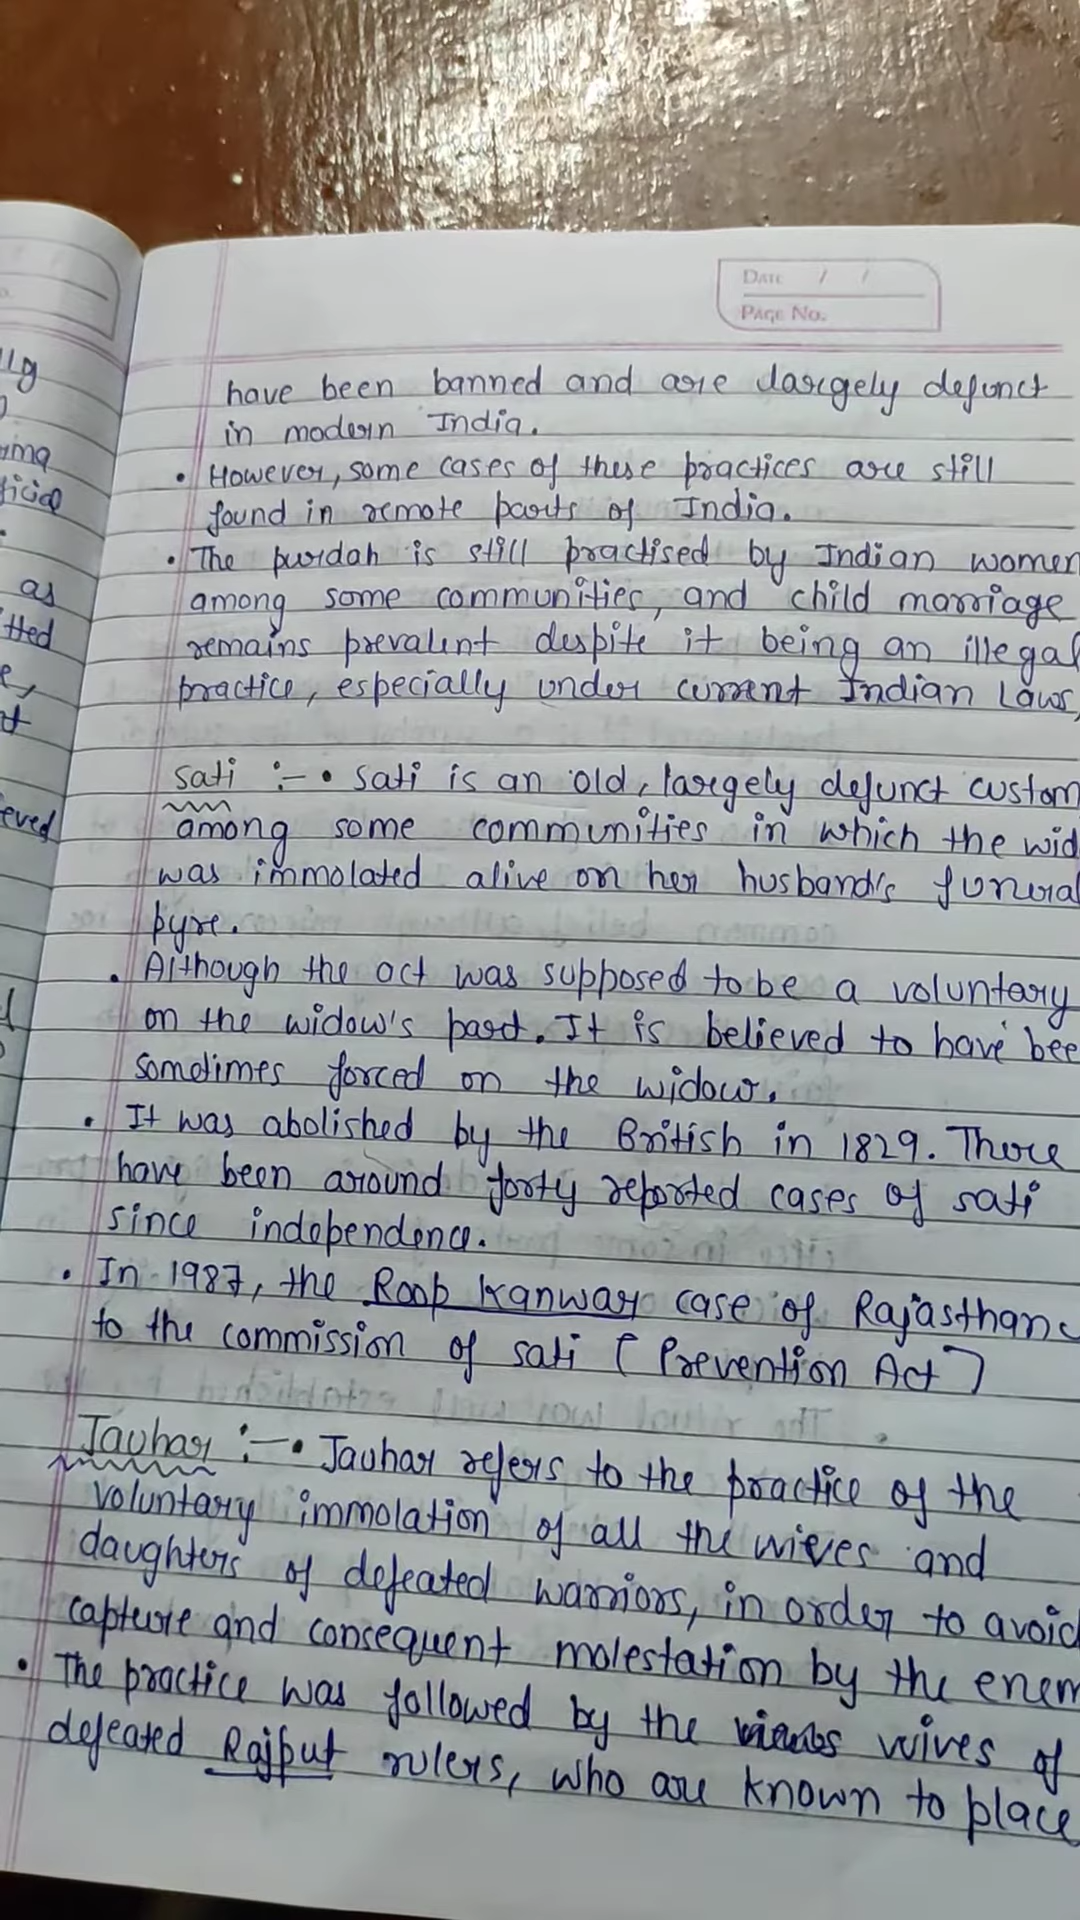 DATE / /
PAGE No.
have been banned and are largely defunct
in modern India.
• However, some cases of these practices are still
found in remote parts of India.
• The purdah is still practised by Indian women
among some communities, and child marriage
remains prevalent despite it being an illegal
practice, especially under current Indian Laws,
Sati :- • Sati is an old, largely defunct custom
among some communities in which the wid
was immolated alive on her husband's funeral
pyre.
• Although the act was supposed to be a voluntary
on the widow's part. It is believed to have bee
sometimes forced on the widow.
• It was abolished by the British in 1829. There
have been around forty reported cases of sati
since independence.
• In 1987, the Roop Kanwar case of Rajasthan
to the commission of sati [Prevention Act]
Jauhar :- • Jauhar refers to the practice of the
voluntary immolation of all the wives and
daughters of defeated warriors, in order to avoid
capture and consequent molestation by the enem
• The practice was followed by the wives of
defeated Rajput rulers, who are known to place
lly
ficial
as
tted
eved